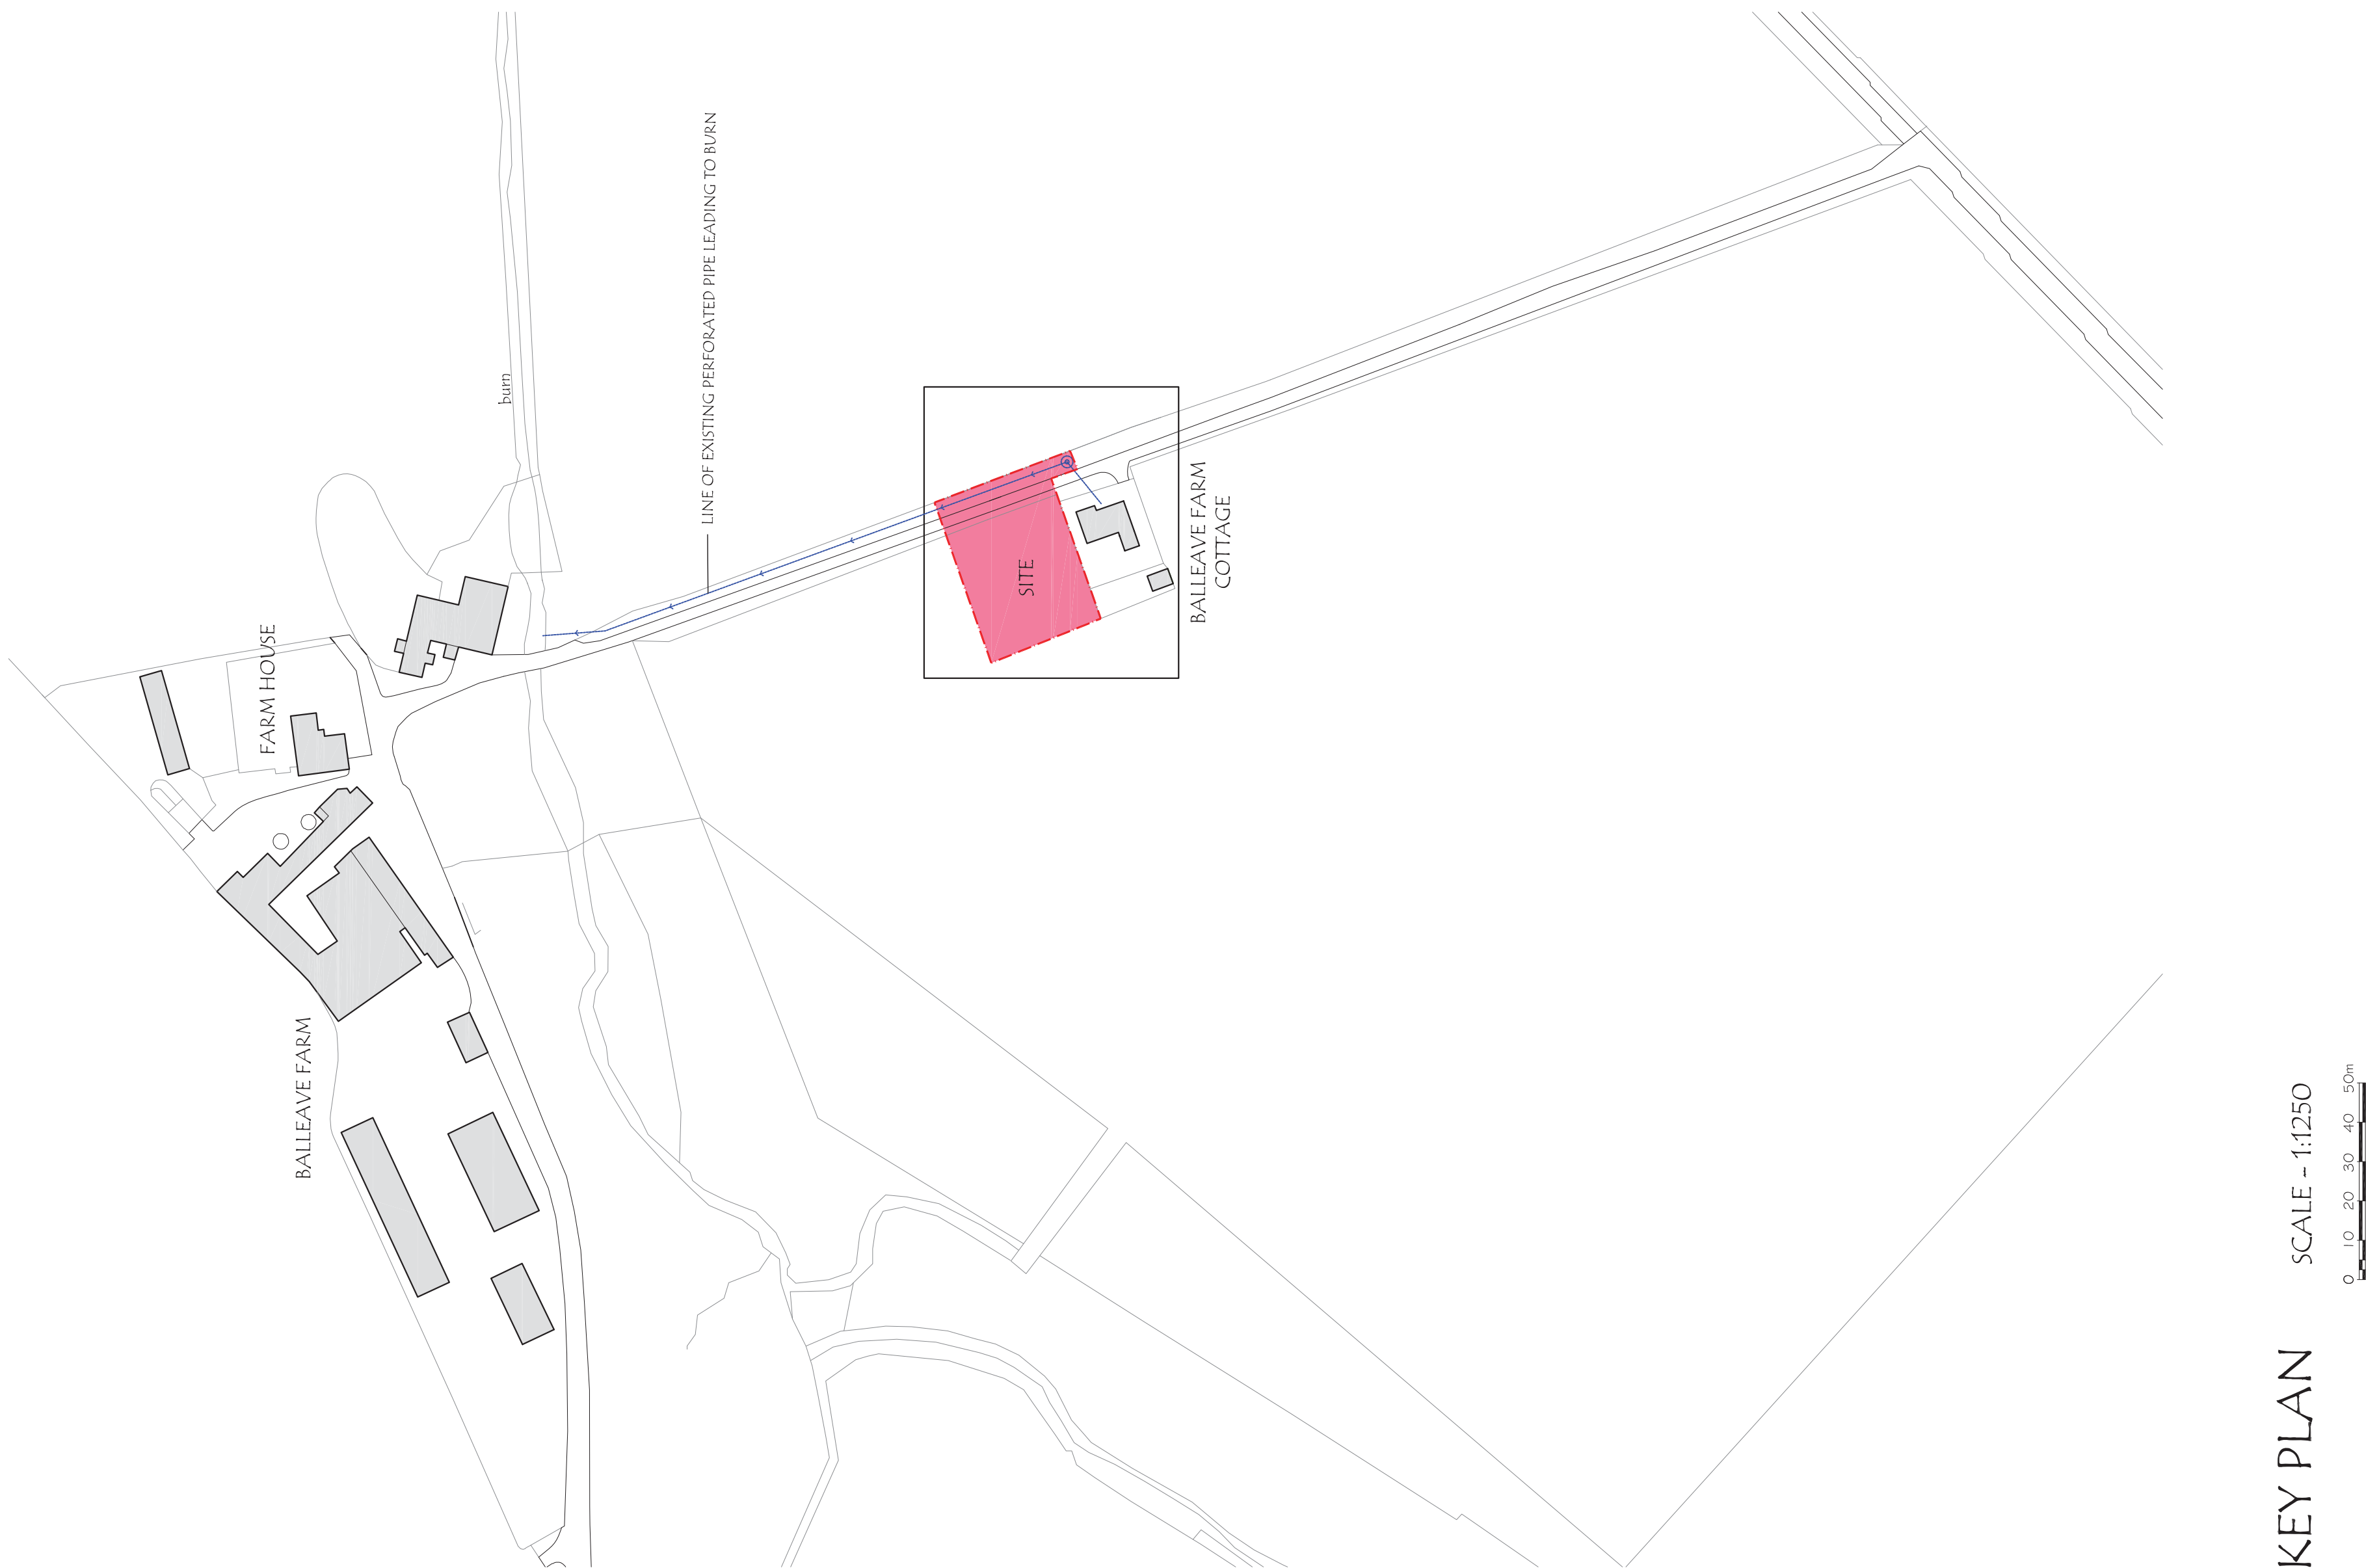 burn
LINE OF EXISTING PERFORATED PIPE LEADING TO BURN
FARM HOUSE
SITE
BALLEAVE FARM
COTTAGE
BALLEAVE FARM
KEY PLAN
SCALE - 1:1250
0 10 20 30 40 50m